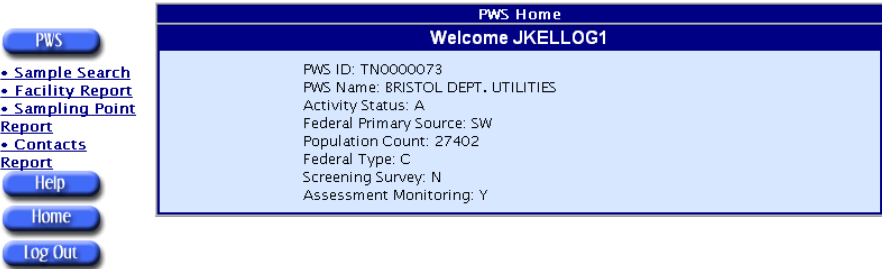 PWS Home
Welcome JKELLOG1
PWS
• Sample Search
• Facility Report
• Sampling Point
Report
• Contacts
Report
Help
Home
Log Out
PWS ID: TN0000073
PWS Name: BRISTOL DEPT. UTILITIES
Activity Status: A
Federal Primary Source: SW
Population Count: 27402
Federal Type: C
Screening Survey: N
Assessment Monitoring: Y